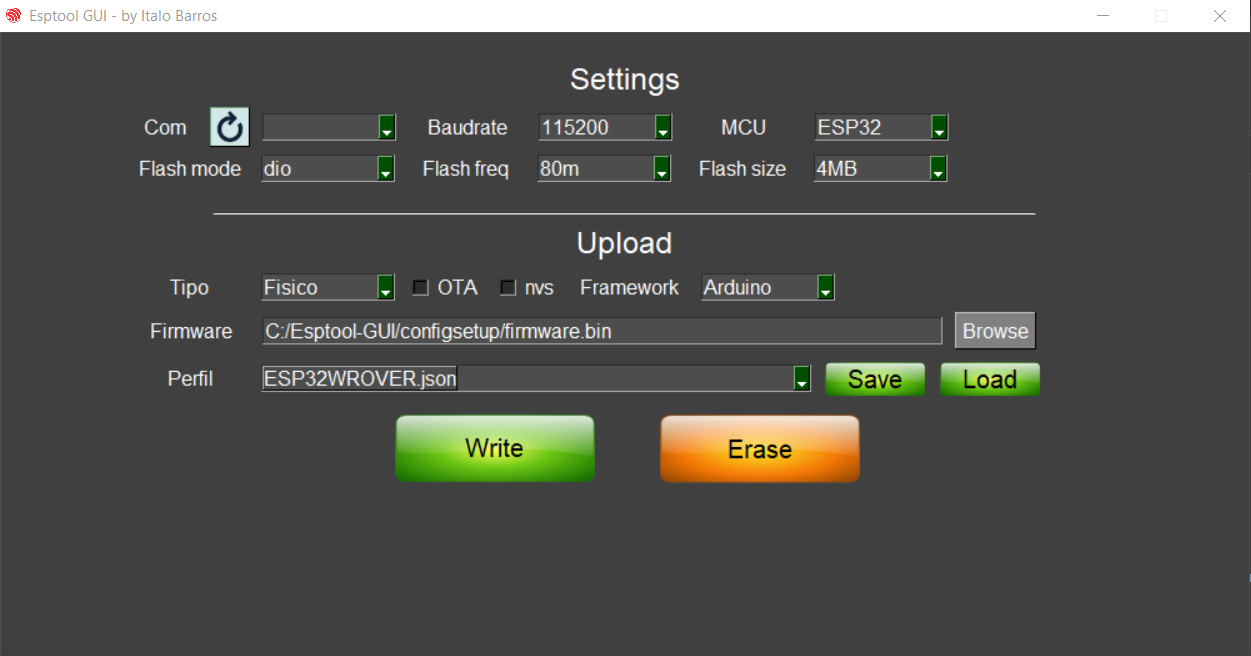 Esptool GUI - by Italo Barros
Settings
Com Baudrate 115200 MCU ESP32
Flash mode dio Flash freq 80m Flash size 4MB
Upload
Tipo Fisico OTA nvs Framework Arduino
Firmware C:/Esptool-GUI/configsetup/firmware.bin Browse
Perfil ESP32WROVER.json Save Load
Write Erase